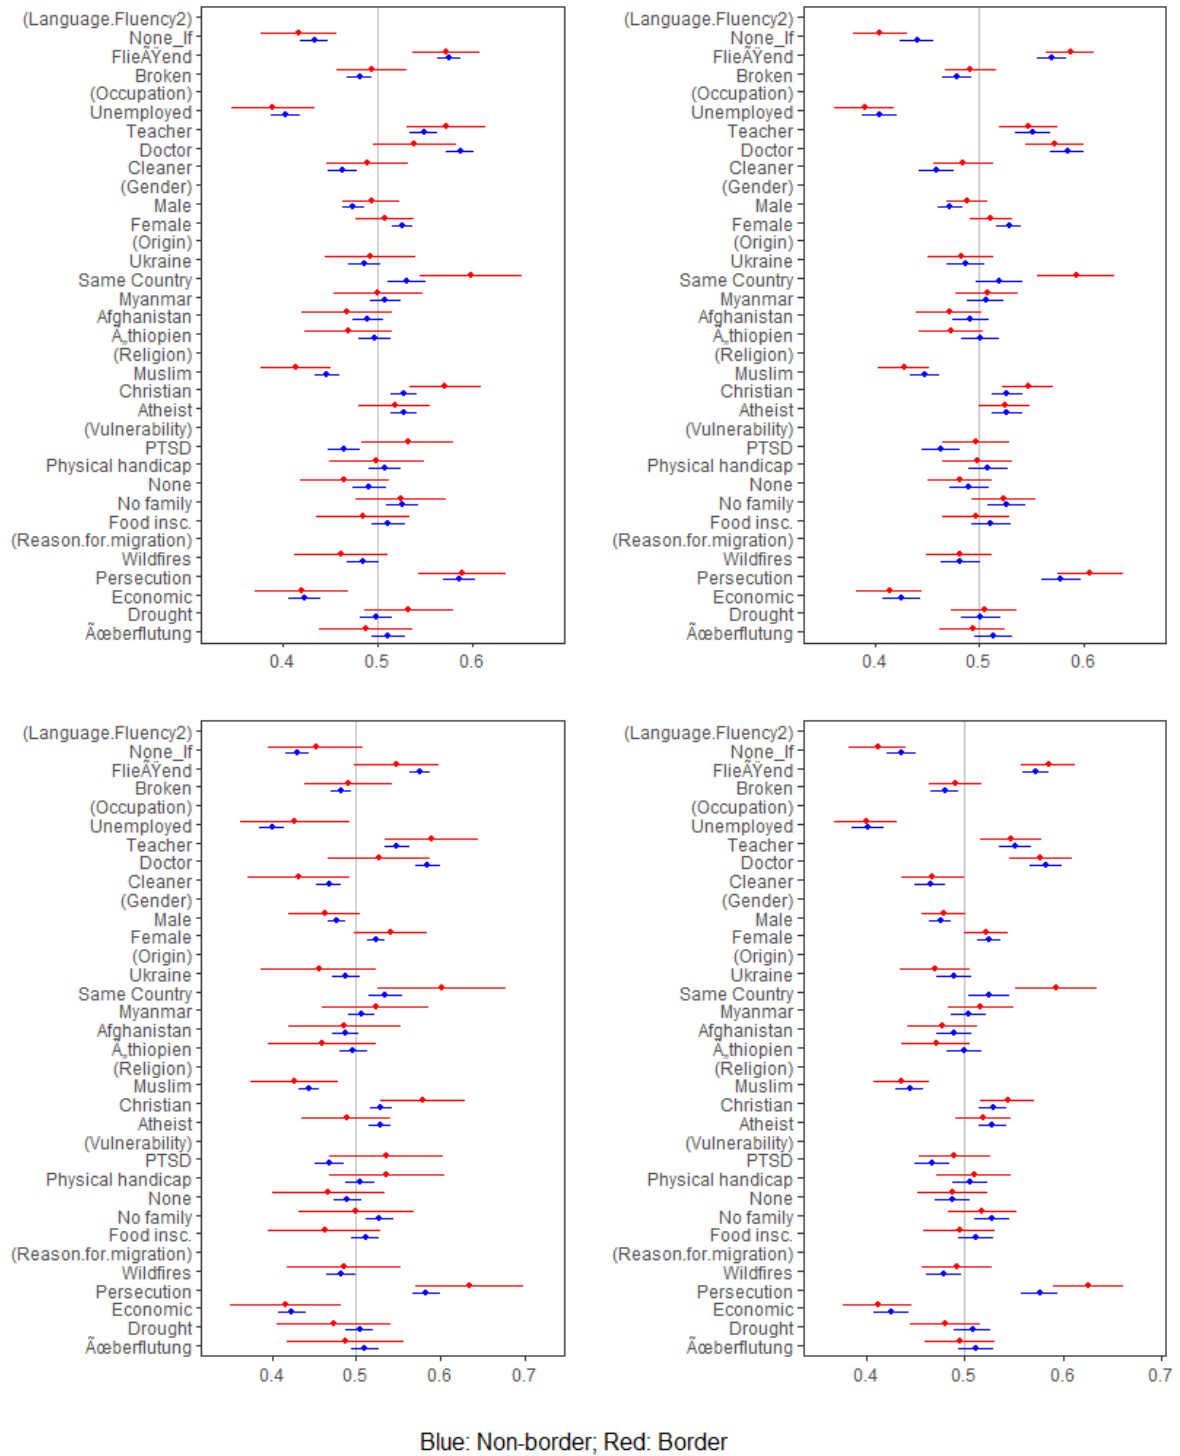 (Language.Fluency2)
None_lf
FlieÃŸend
Broken
(Occupation)
Unemployed
Teacher
Doctor
Cleaner
(Gender)
Male
Female
(Origin)
Ukraine
Same Country
Myanmar
Afghanistan
Ã„thiopien
(Religion)
Muslim
Christian
Atheist
(Vulnerability)
PTSD
Physical handicap
None
No family
Food insc.
(Reason.for.migration)
Wildfires
Persecution
Economic
Drought
Ãœberflutung
0.4 0.5 0.6
(Language.Fluency2)
None_lf
FlieÃŸend
Broken
(Occupation)
Unemployed
Teacher
Doctor
Cleaner
(Gender)
Male
Female
(Origin)
Ukraine
Same Country
Myanmar
Afghanistan
Ã„thiopien
(Religion)
Muslim
Christian
Atheist
(Vulnerability)
PTSD
Physical handicap
None
No family
Food insc.
(Reason.for.migration)
Wildfires
Persecution
Economic
Drought
Ãœberflutung
0.4 0.5 0.6
(Language.Fluency2)
None_lf
FlieÃŸend
Broken
(Occupation)
Unemployed
Teacher
Doctor
Cleaner
(Gender)
Male
Female
(Origin)
Ukraine
Same Country
Myanmar
Afghanistan
Ã„thiopien
(Religion)
Muslim
Christian
Atheist
(Vulnerability)
PTSD
Physical handicap
None
No family
Food insc.
(Reason.for.migration)
Wildfires
Persecution
Economic
Drought
Ãœberflutung
0.4 0.5 0.6 0.7
(Language.Fluency2)
None_lf
FlieÃŸend
Broken
(Occupation)
Unemployed
Teacher
Doctor
Cleaner
(Gender)
Male
Female
(Origin)
Ukraine
Same Country
Myanmar
Afghanistan
Ã„thiopien
(Religion)
Muslim
Christian
Atheist
(Vulnerability)
PTSD
Physical handicap
None
No family
Food insc.
(Reason.for.migration)
Wildfires
Persecution
Economic
Drought
Ãœberflutung
0.4 0.5 0.6 0.7
Blue: Non-border; Red: Border